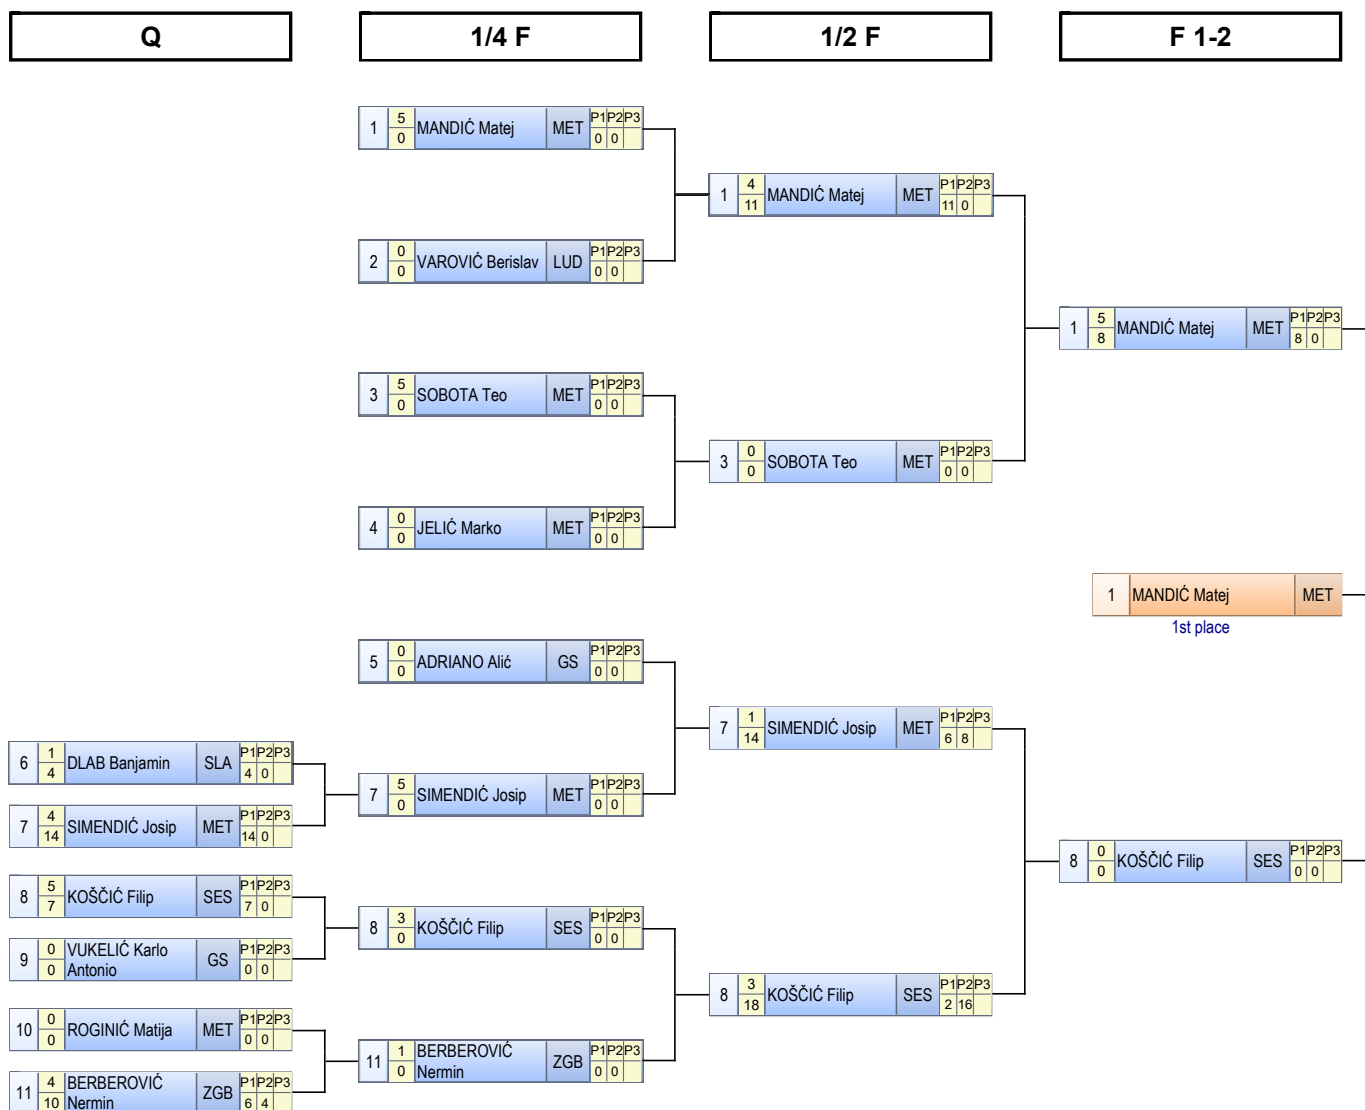 Q
1/4 F
1/2 F
F 1-2
1 5 0 MANDIĆ Matej MET P1 P2 P3 0 0
2 0 0 VAROVIĆ Berislav LUD P1 P2 P3 0 0
3 5 0 SOBOTA Teo MET P1 P2 P3 0 0
4 0 0 JELIĆ Marko MET P1 P2 P3 0 0
5 0 0 ADRIANO Alić GS P1 P2 P3 0 0
6 1 4 DLAB Banjamin SLA P1 P2 P3 4 0
7 4 14 SIMENDIĆ Josip MET P1 P2 P3 14 0
7 5 0 SIMENDIĆ Josip MET P1 P2 P3 0 0
8 5 7 KOŠČIĆ Filip SES P1 P2 P3 7 0
9 0 0 VUKELIĆ Karlo
Antonio GS P1 P2 P3 0 0
8 3 0 KOŠČIĆ Filip SES P1 P2 P3 0 0
10 0 0 ROGINIĆ Matija MET P1 P2 P3 0 0
11 4 10 BERBEROVIĆ
Nermin ZGB P1 P2 P3 6 4
11 1 0 BERBEROVIĆ
Nermin ZGB P1 P2 P3 0 0
1 4 11 MANDIĆ Matej MET P1 P2 P3 11 0
3 0 0 SOBOTA Teo MET P1 P2 P3 0 0
7 1 14 SIMENDIĆ Josip MET P1 P2 P3 6 8
8 3 18 KOŠČIĆ Filip SES P1 P2 P3 2 16
1 5 8 MANDIĆ Matej MET P1 P2 P3 8 0
8 0 0 KOŠČIĆ Filip SES P1 P2 P3 0 0
1 MANDIĆ Matej MET
1st place